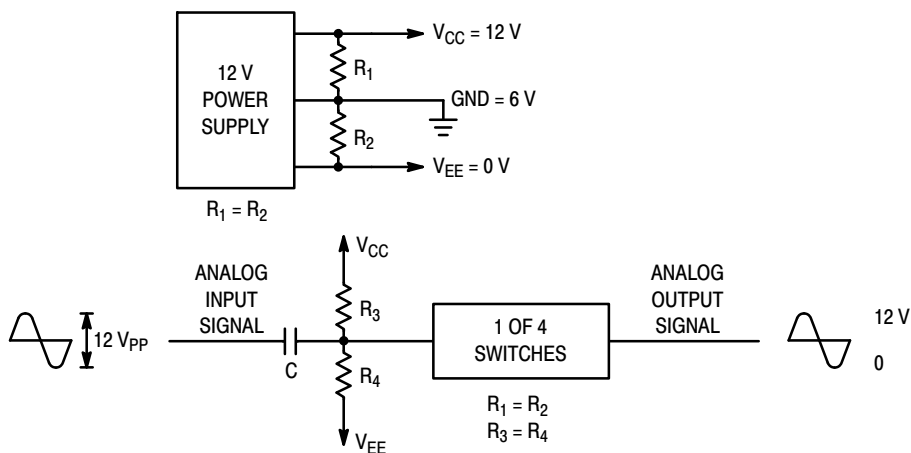 12 V
POWER
SUPPLY
V_CC = 12 V
R_1
GND = 6 V
R_2
V_EE = 0 V
R_1 = R_2
V_CC
ANALOG
INPUT
SIGNAL
ANALOG
OUTPUT
SIGNAL
R_3
12 V_PP
C
R_4
1 OF 4
SWITCHES
12 V
0
R_1 = R_2
R_3 = R_4
V_EE